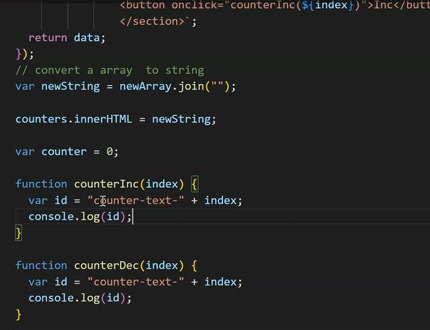 <button onclick="counterInc(${index})">Inc</butt
</section>`;
return data;
});
// convert a array  to string
var newString = newArray.join("");
counters.innerHTML = newString;
var counter = 0;
function counterInc(index) {
var id = "counter-text-" + index;
console.log(id);
}
function counterDec(index) {
var id = "counter-text-" + index;
console.log(id);
}